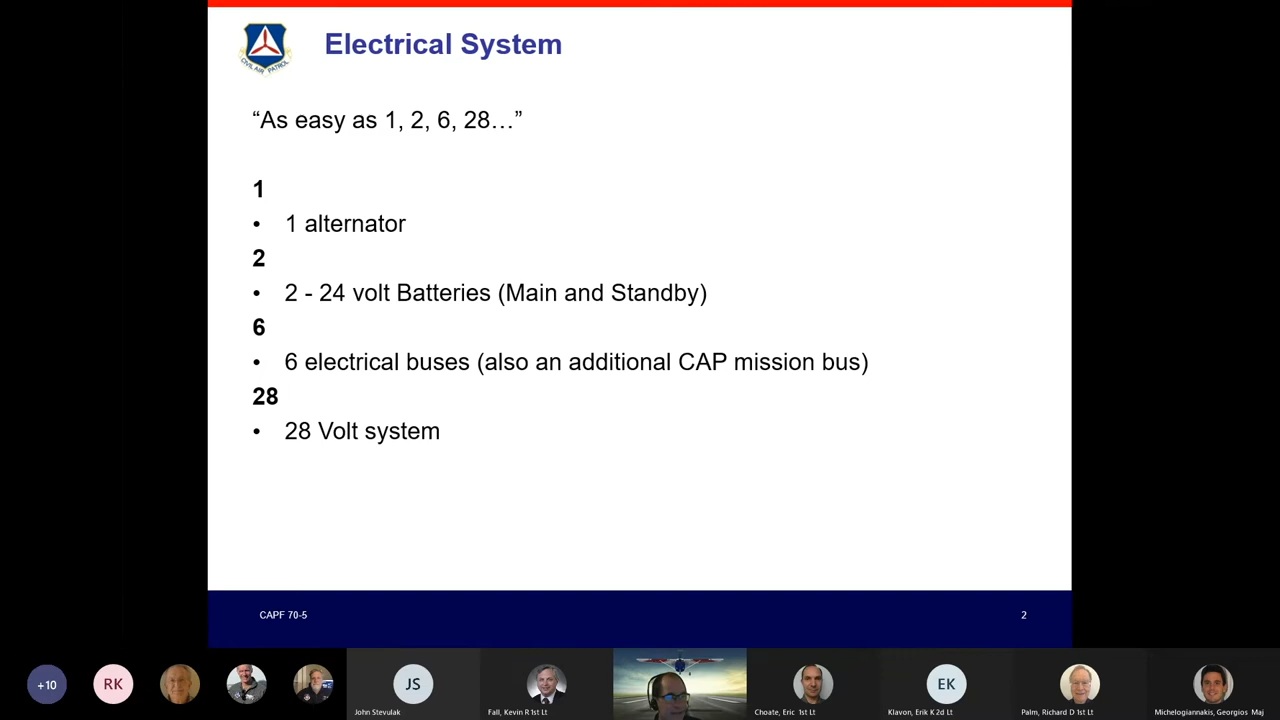 CIVIL AIR PATROL
Electrical System
“As easy as 1, 2, 6, 28…”
1
• 1 alternator
2
• 2 - 24 volt Batteries (Main and Standby)
6
• 6 electrical buses (also an additional CAP mission bus)
28
• 28 Volt system
CAPF 70-5
2
+10
RK
JS
EK
John Stevulak
Fall, Kevin R 1st Lt
Choate, Eric 1st Lt
Klavon, Erik K 2d Lt
Palm, Richard D 1st Lt
Michelogiannakis, Georgios Maj